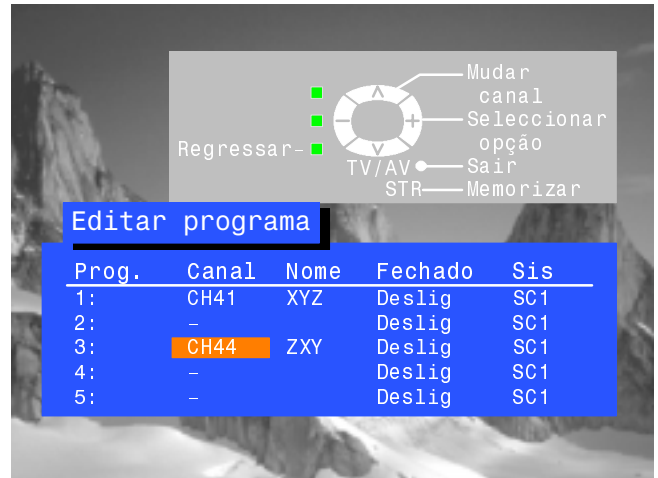 Mudar
canal
Seleccionar
opção
Regressar
TV/AV Sair
STR Memorizar
Editar programa
Prog. Canal Nome Fechado Sis
1: CH41 XYZ Deslig SC1
2: – Deslig SC1
3: CH44 ZXY Deslig SC1
4: – Deslig SC1
5: – Deslig SC1